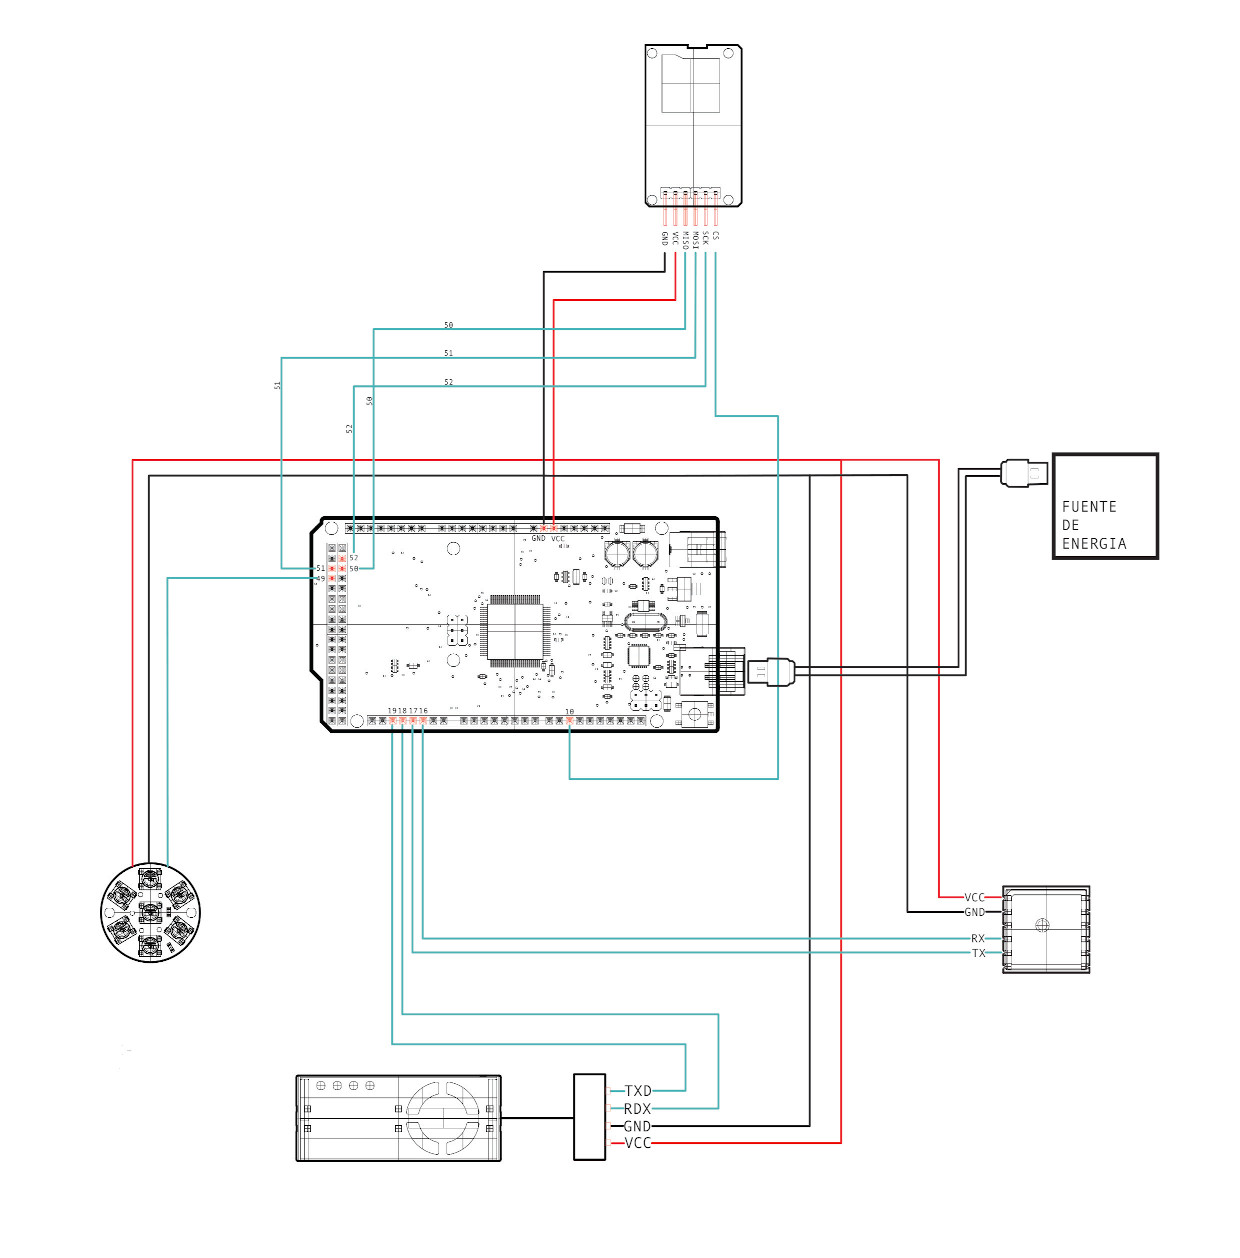 GND
VCC
MISO
MOSI
SCK
CS
50
51
52
51
50
52
FUENTE
DE
ENERGIA
GND VCC
52
51
50
49
19 18 17 16
10
VCC
GND
RX
TX
TXD
RDX
GND
VCC